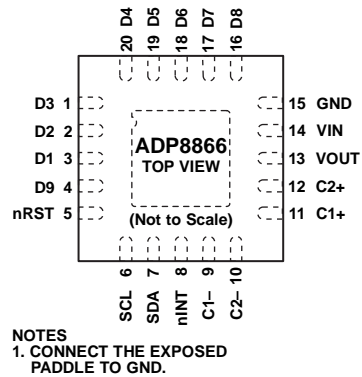 20 D4
19 D5
18 D6
17 D7
16 D8
D3 1
D2 2
D1 3
D9 4
nRST 5
ADP8866
TOP VIEW
(Not to Scale)
15 GND
14 VIN
13 VOUT
12 C2+
11 C1+
SCL 6
SDA 7
nINT 8
C1– 9
C2– 10
NOTES
1. CONNECT THE EXPOSED
PADDLE TO GND.